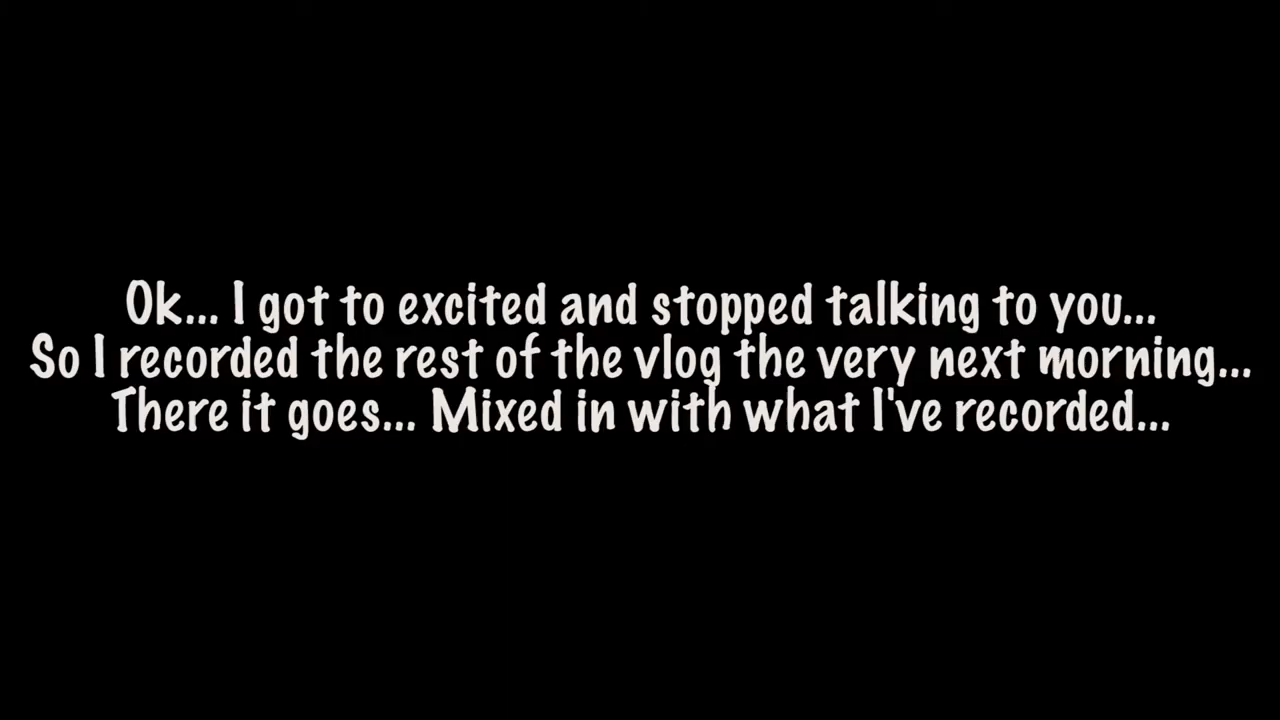 Ok... I got to excited and stopped talking to you...
So I recorded the rest of the vlog the very next morning...
There it goes... Mixed in with what I've recorded...